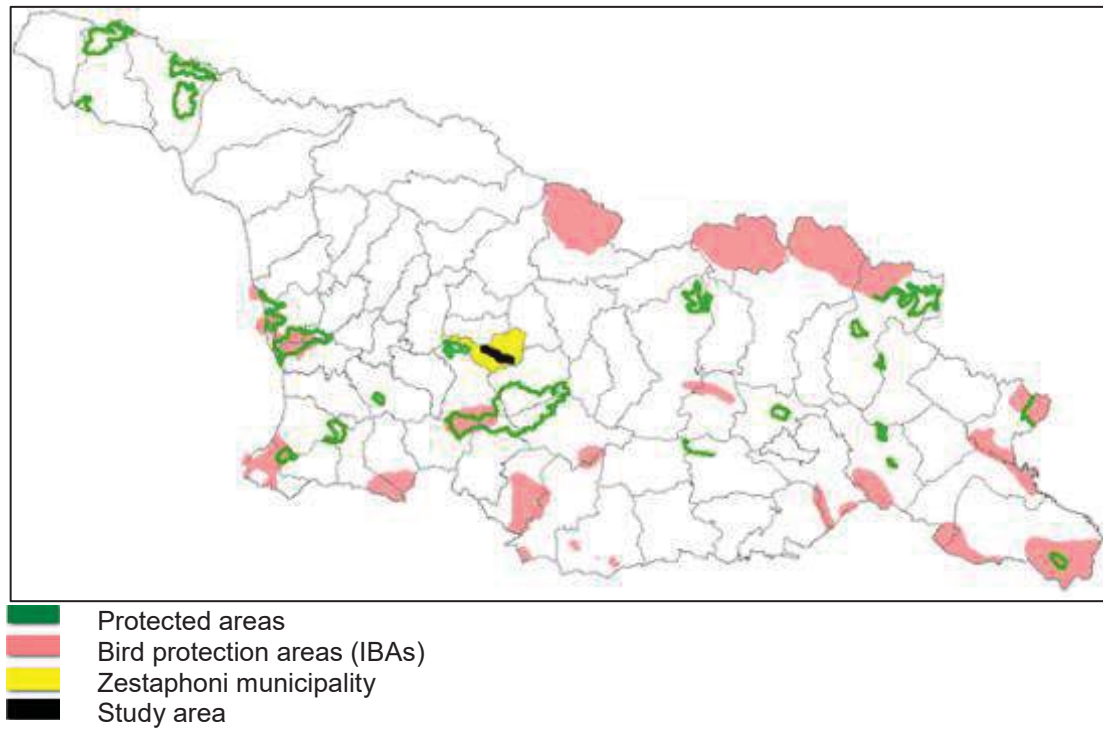 Protected areas
Bird protection areas (IBAs)
Zestaphoni municipality
Study area